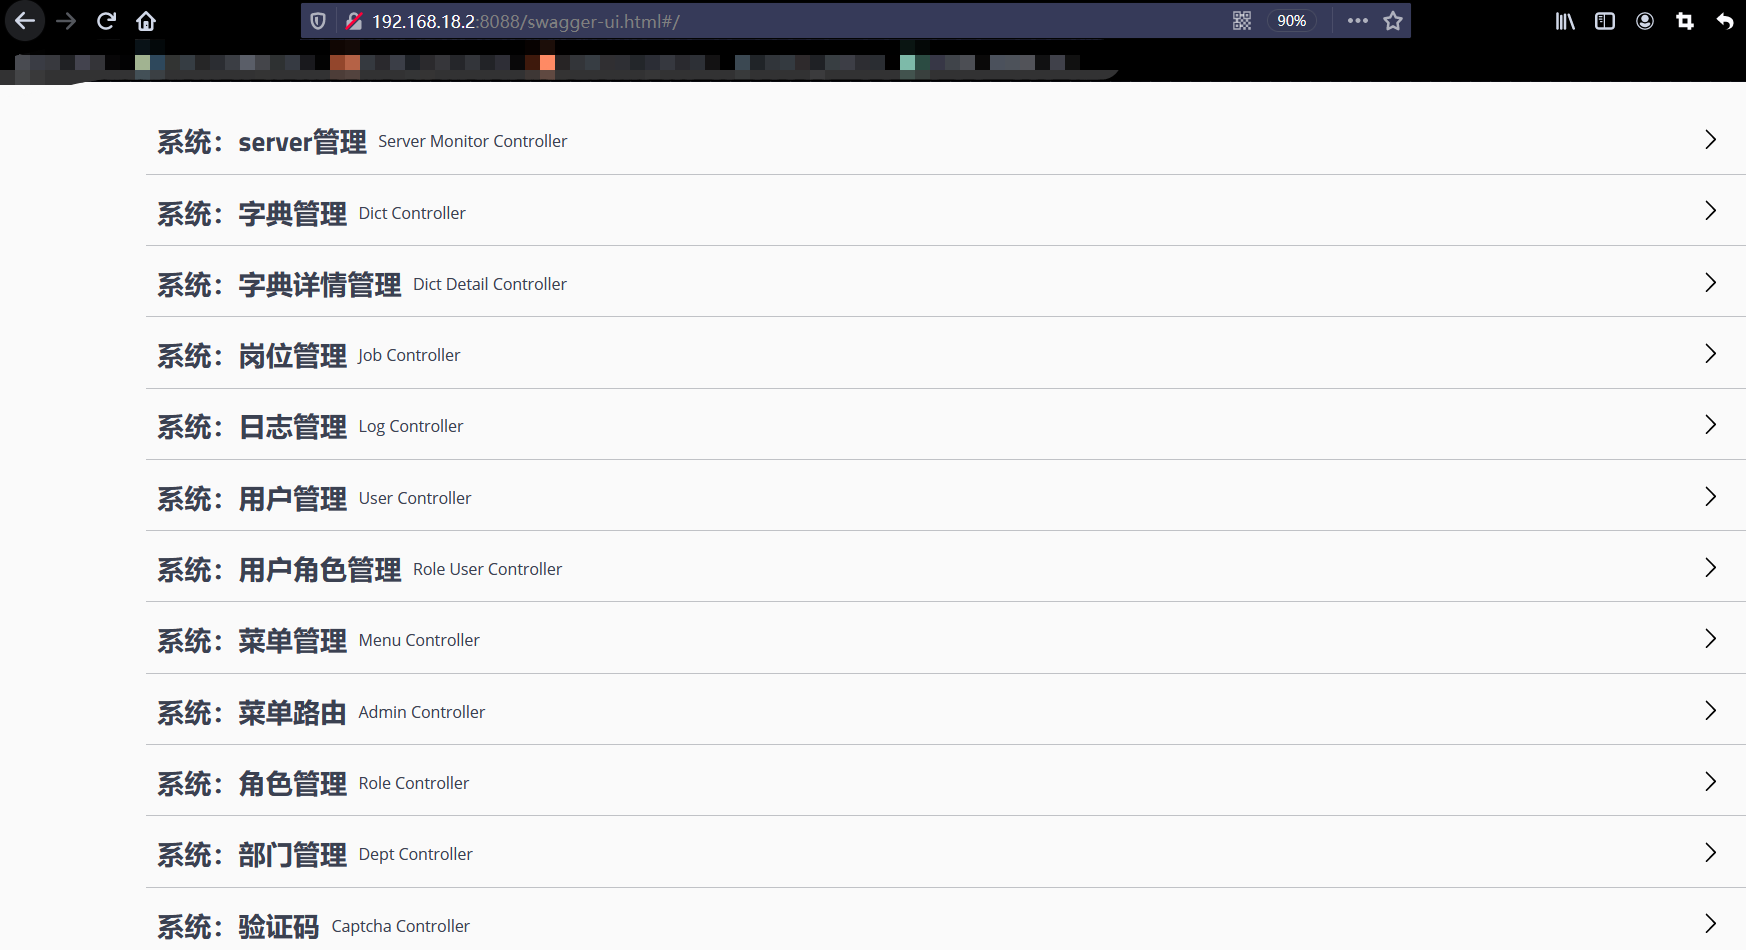 192.168.18.2:8088/swagger-ui.html#/ 90%
系统：server管理 Server Monitor Controller
系统：字典管理 Dict Controller
系统：字典详情管理 Dict Detail Controller
系统：岗位管理 Job Controller
系统：日志管理 Log Controller
系统：用户管理 User Controller
系统：用户角色管理 Role User Controller
系统：菜单管理 Menu Controller
系统：菜单路由 Admin Controller
系统：角色管理 Role Controller
系统：部门管理 Dept Controller
系统：验证码 Captcha Controller